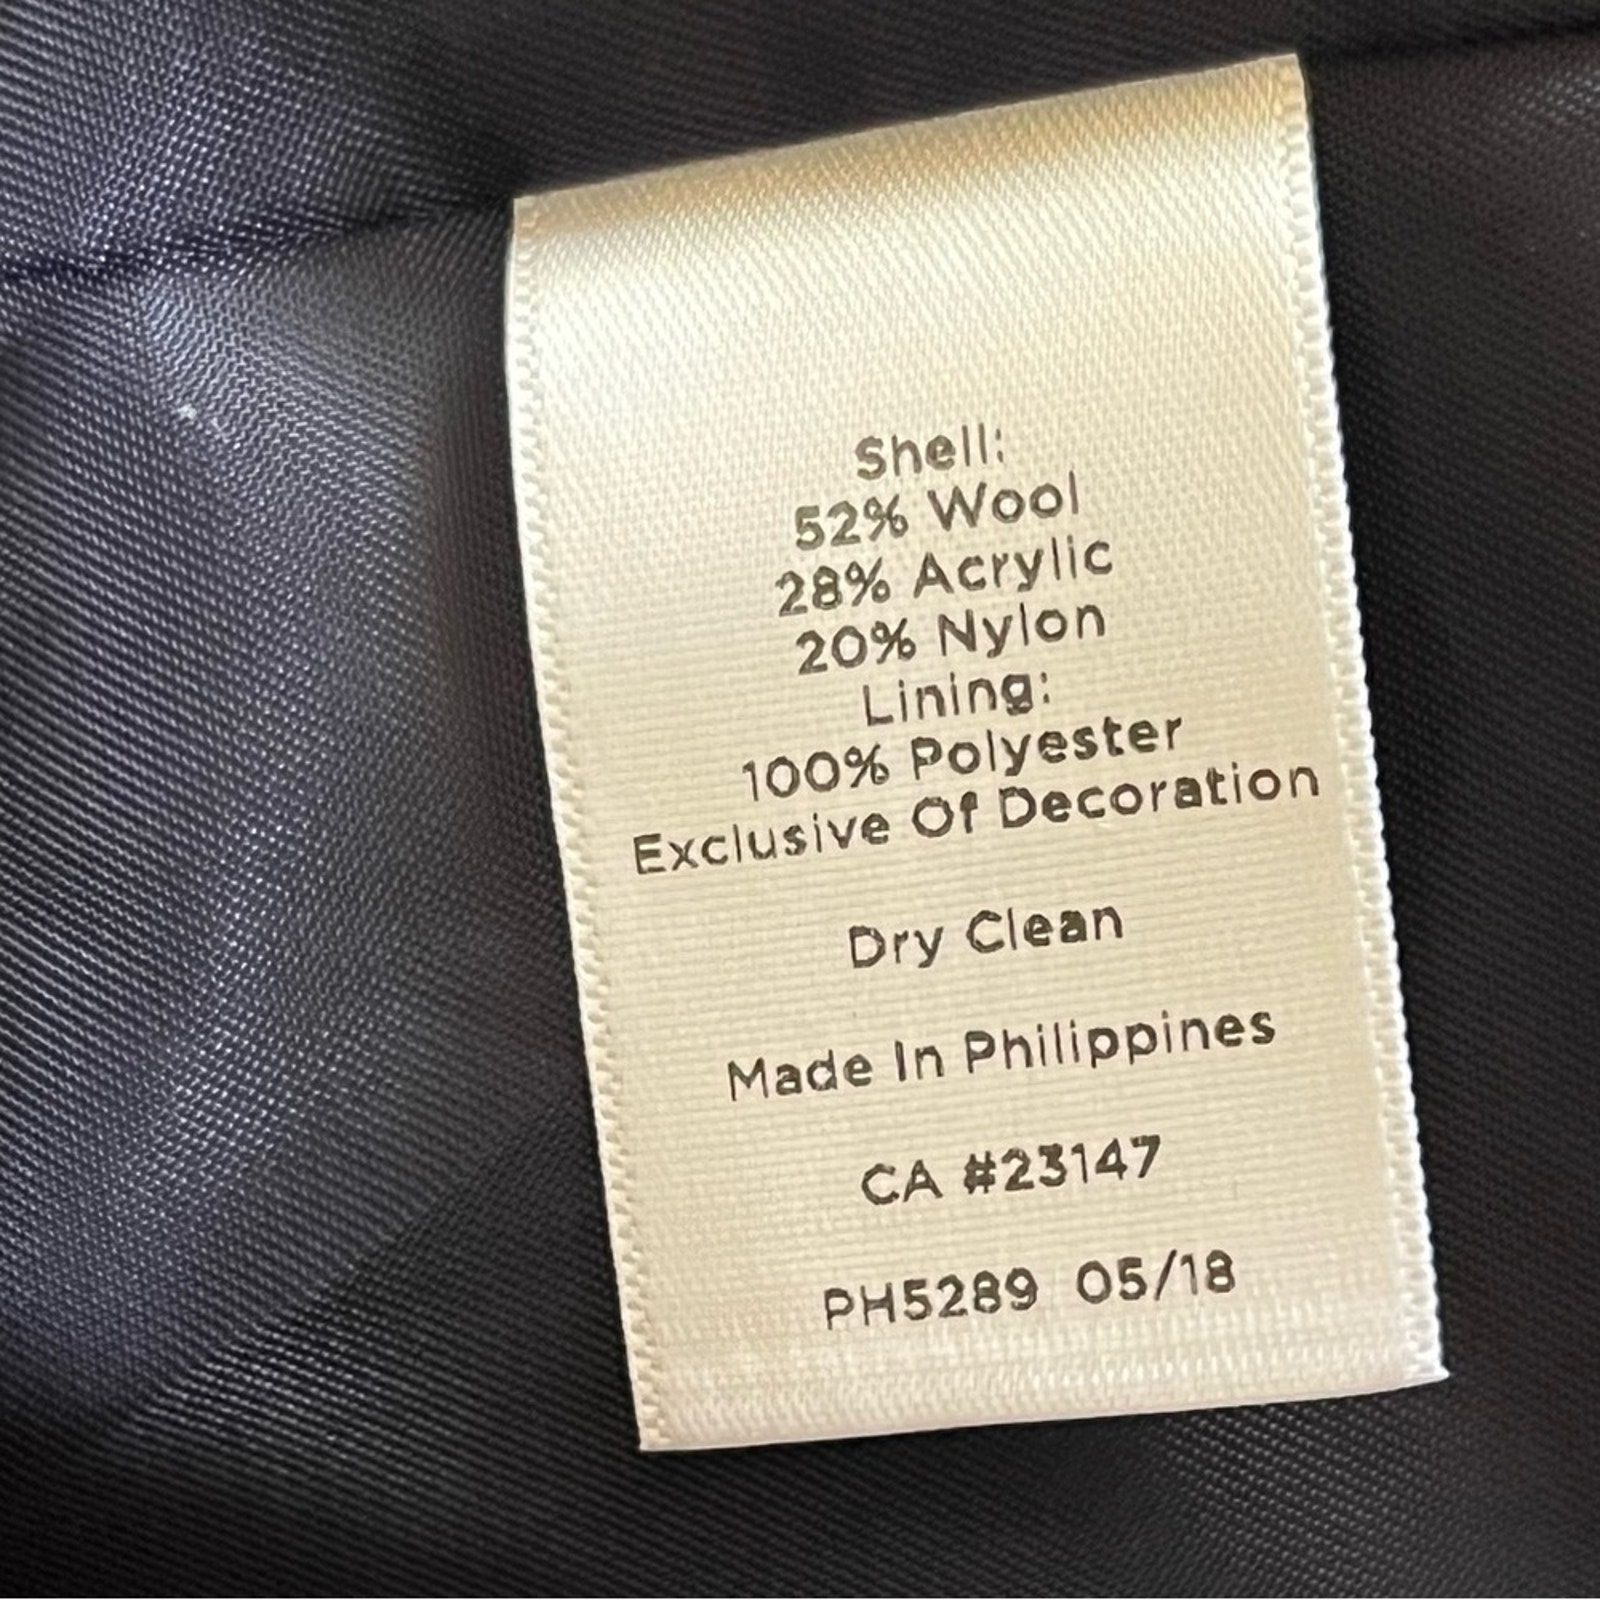 Shell:
52% Wool
28% Acrylic
20% Nylon
Lining:
100% Polyester
Exclusive Of Decoration
Dry Clean
Made In Philippines
CA #23147
PH5289 05/18